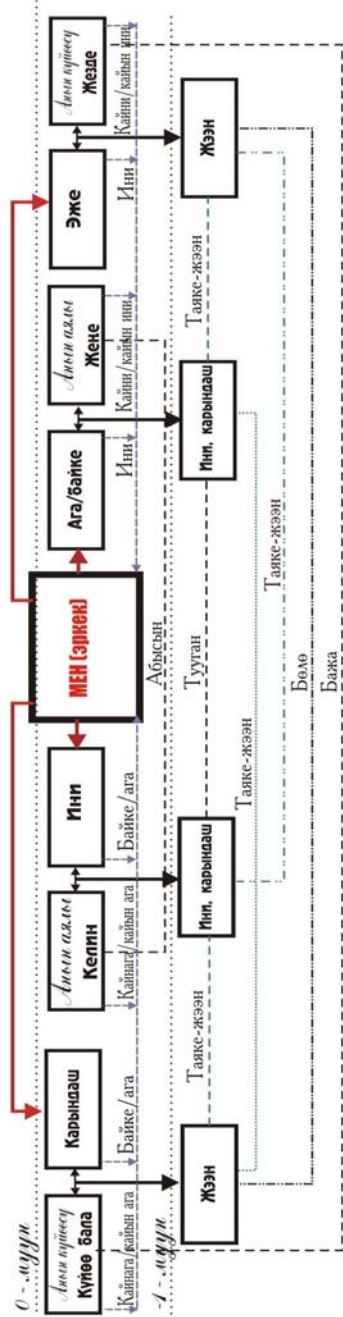 0 - муун
Анын күйөөсү
Күйөө бала
Карындаш
Анын аялы
Келин
Ини
МЕН (эркек)
Ага/байке
Анын аялы
Жене
Эже
Анын күйөөсү
Жезде
Кайнага/кайын ага
Байке/ага
Кайнага/кайын ага
Байке/ага
Ини
Кайни/кайын ини
Ини
Кайни/кайын ини
Абысын
-1 - муун
Жээн
Таяке-жээн
Ини, карындаш
Тууган
Ини, карындаш
Таяке-жээн
Жээн
Таяке-жээн
Таяке-жээн
Бөлө
Бажа